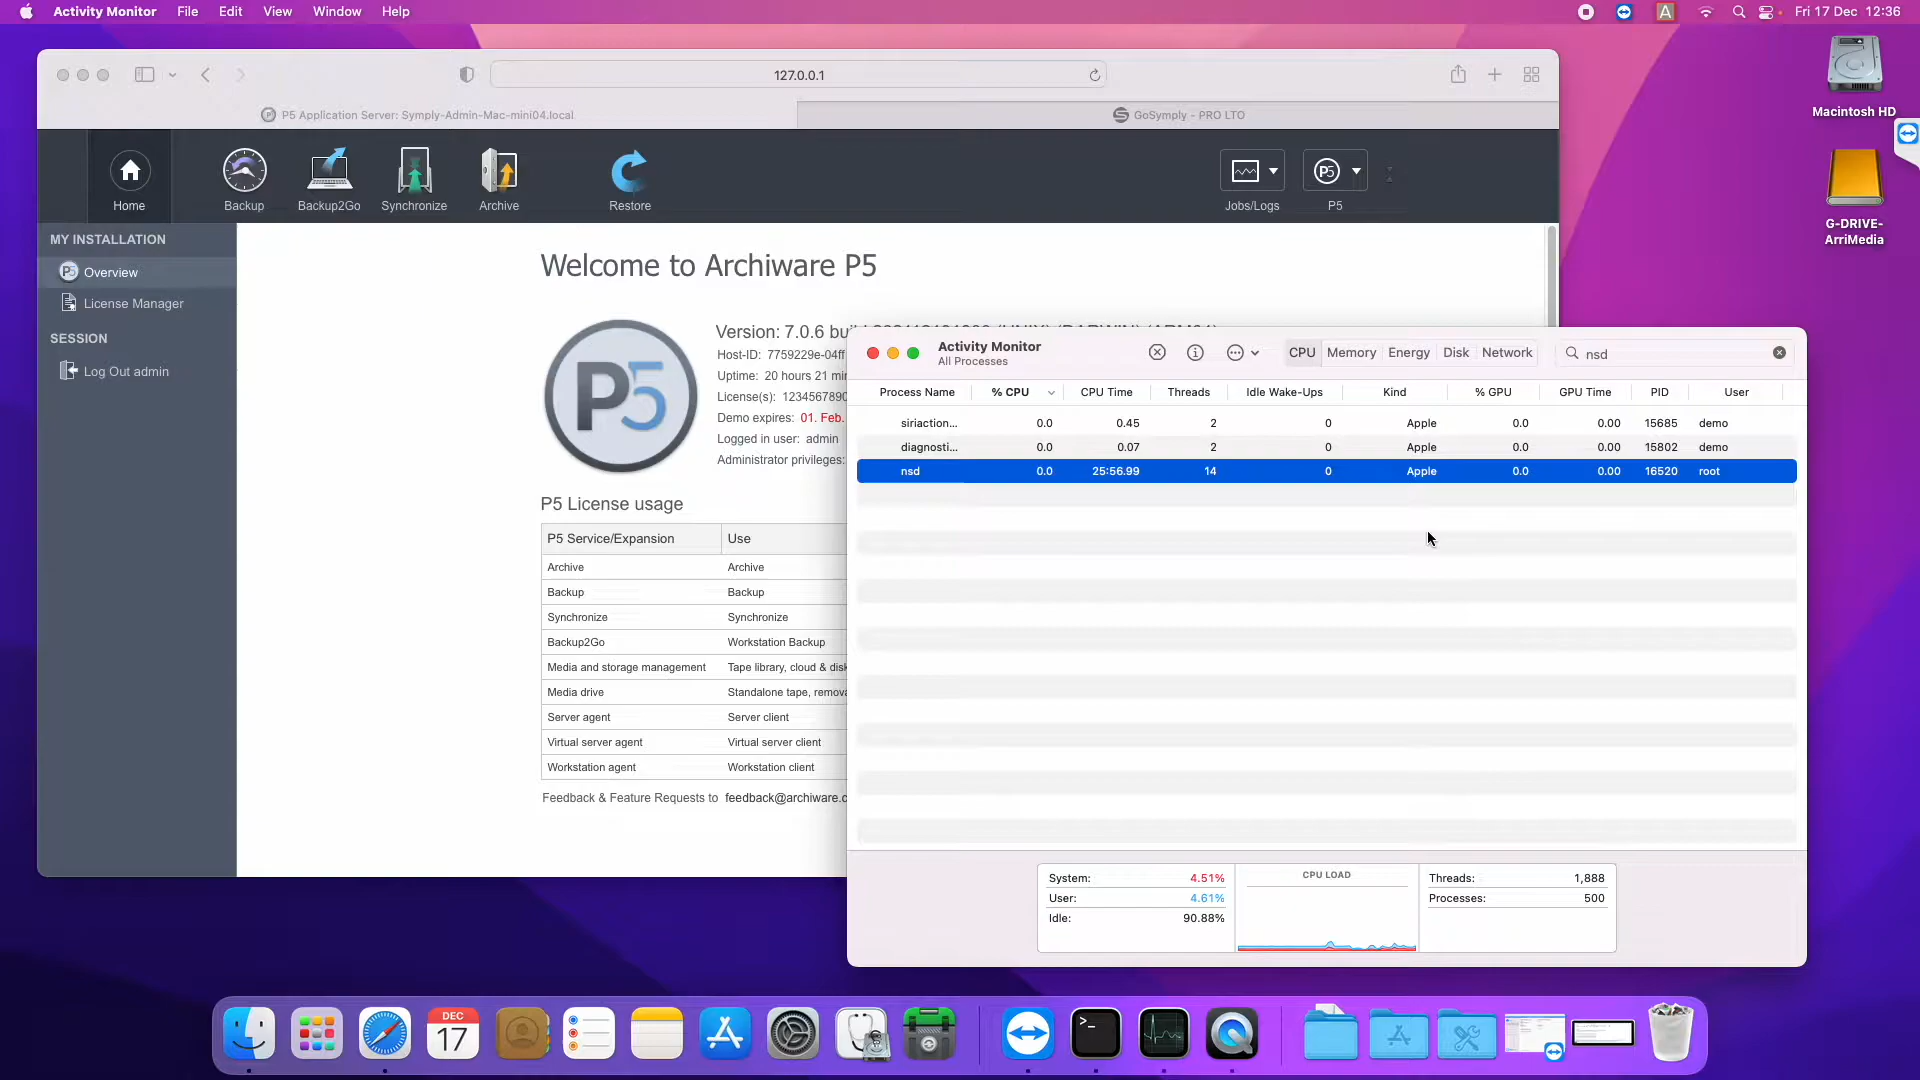 Activity Monitor File Edit View Window Help
A Fri 17 Dec 12:36
Macintosh HD
G-DRIVE-
ArriMedia
127.0.0.1
P5 Application Server: Symply-Admin-Mac-mini04.local
GoSymply - PRO LTO
Home Backup Backup2Go Synchronize Archive Restore Jobs/Logs P5
MY INSTALLATION
Overview
License Manager
SESSION
Log Out admin
Welcome to Archiware P5
P5
Version: 7.0.6
Host-ID: 7759229e-04ff
Uptime: 20 hours 21
License(s): 1234567890
Demo expires: 01. Feb.
Logged in user: admin
Administrator privileges:
P5 License usage
P5 Service/Expansion Use
Archive Archive
Backup Backup
Synchronize Synchronize
Backup2Go Workstation Backup
Media and storage management Tape library, cloud &
Media drive Standalone tape,
Server agent Server client
Virtual server agent Virtual server client
Workstation agent Workstation client
Feedback & Feature Requests to feedback@archiware.c
Activity Monitor
All Processes
CPU Memory Energy Disk Network
nsd
Process Name % CPU CPU Time Threads Idle Wake-Ups Kind % GPU GPU Time PID User
siriaction... 0.0 0.45 2 0 Apple 0.0 0.00 15685 demo
diagnosti... 0.0 0.07 2 0 Apple 0.0 0.00 15802 demo
nsd 0.0 25:56.99 14 0 Apple 0.0 0.00 16520 root
System: 4.51%
User: 4.61%
Idle: 90.88%
CPU LOAD
Threads: 1,888
Processes: 500
DEC
17
>_